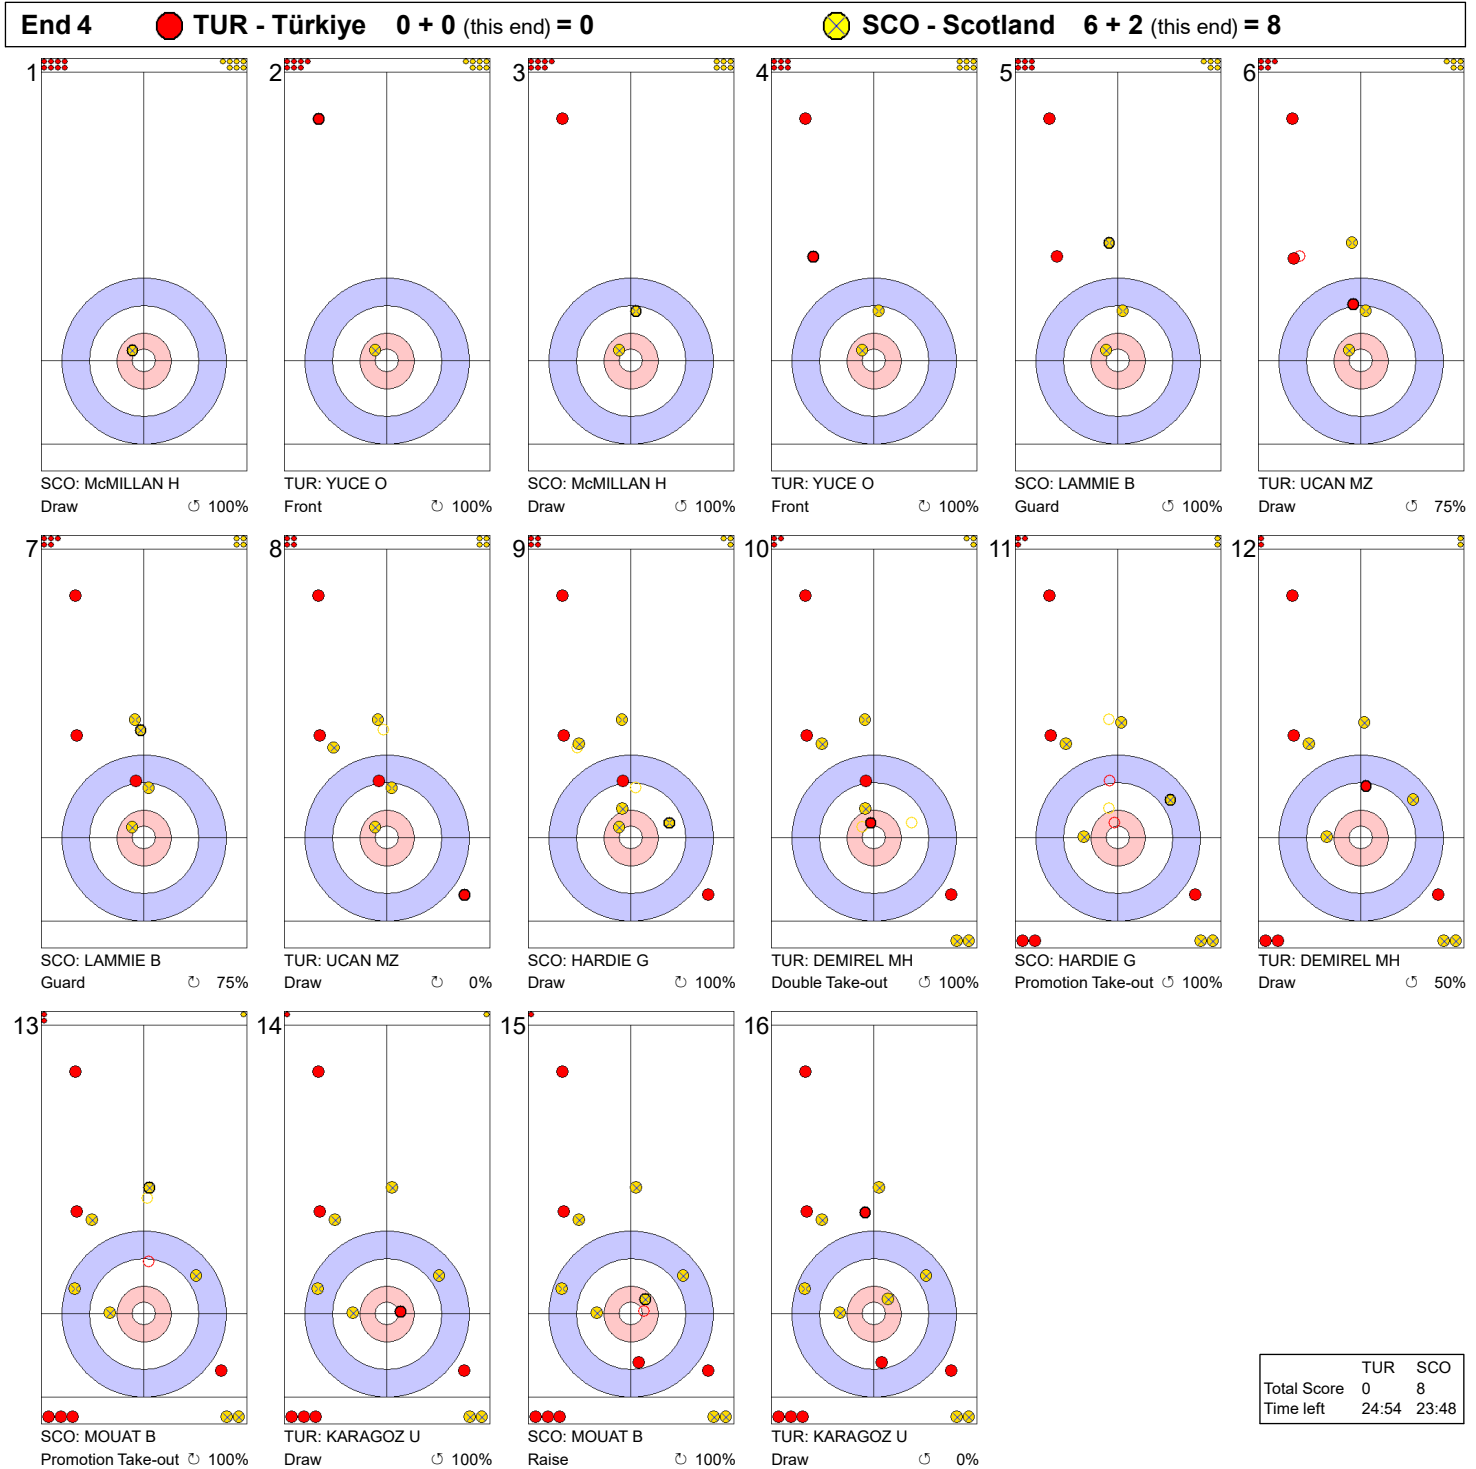 End 4 TUR - Türkiye 0 + 0 (this end) = 0 SCO - Scotland 6 + 2 (this end) = 8
1 2 3 4 5 6
SCO: McMILLAN H TUR: YUCE O SCO: McMILLAN H TUR: YUCE O SCO: LAMMIE B TUR: UCAN MZ
Draw ↺ 100% Front ↻ 100% Draw ↺ 100% Front ↻ 100% Guard ↺ 100% Draw ↺ 75%
7 8 9 10 11 12
SCO: LAMMIE B TUR: UCAN MZ SCO: HARDIE G TUR: DEMIREL MH SCO: HARDIE G TUR: DEMIREL MH
Guard ↻ 75% Draw ↻ 0% Draw ↻ 100% Double Take-out ↺ 100% Promotion Take-out ↺ 100% Draw ↺ 50%
13 14 15 16
SCO: MOUAT B TUR: KARAGOZ U SCO: MOUAT B TUR: KARAGOZ U
Promotion Take-out ↻ 100% Draw ↻ 100% Raise ↻ 100% Draw ↻ 0%
TUR SCO
Total Score 0 8
Time left 24:54 23:48